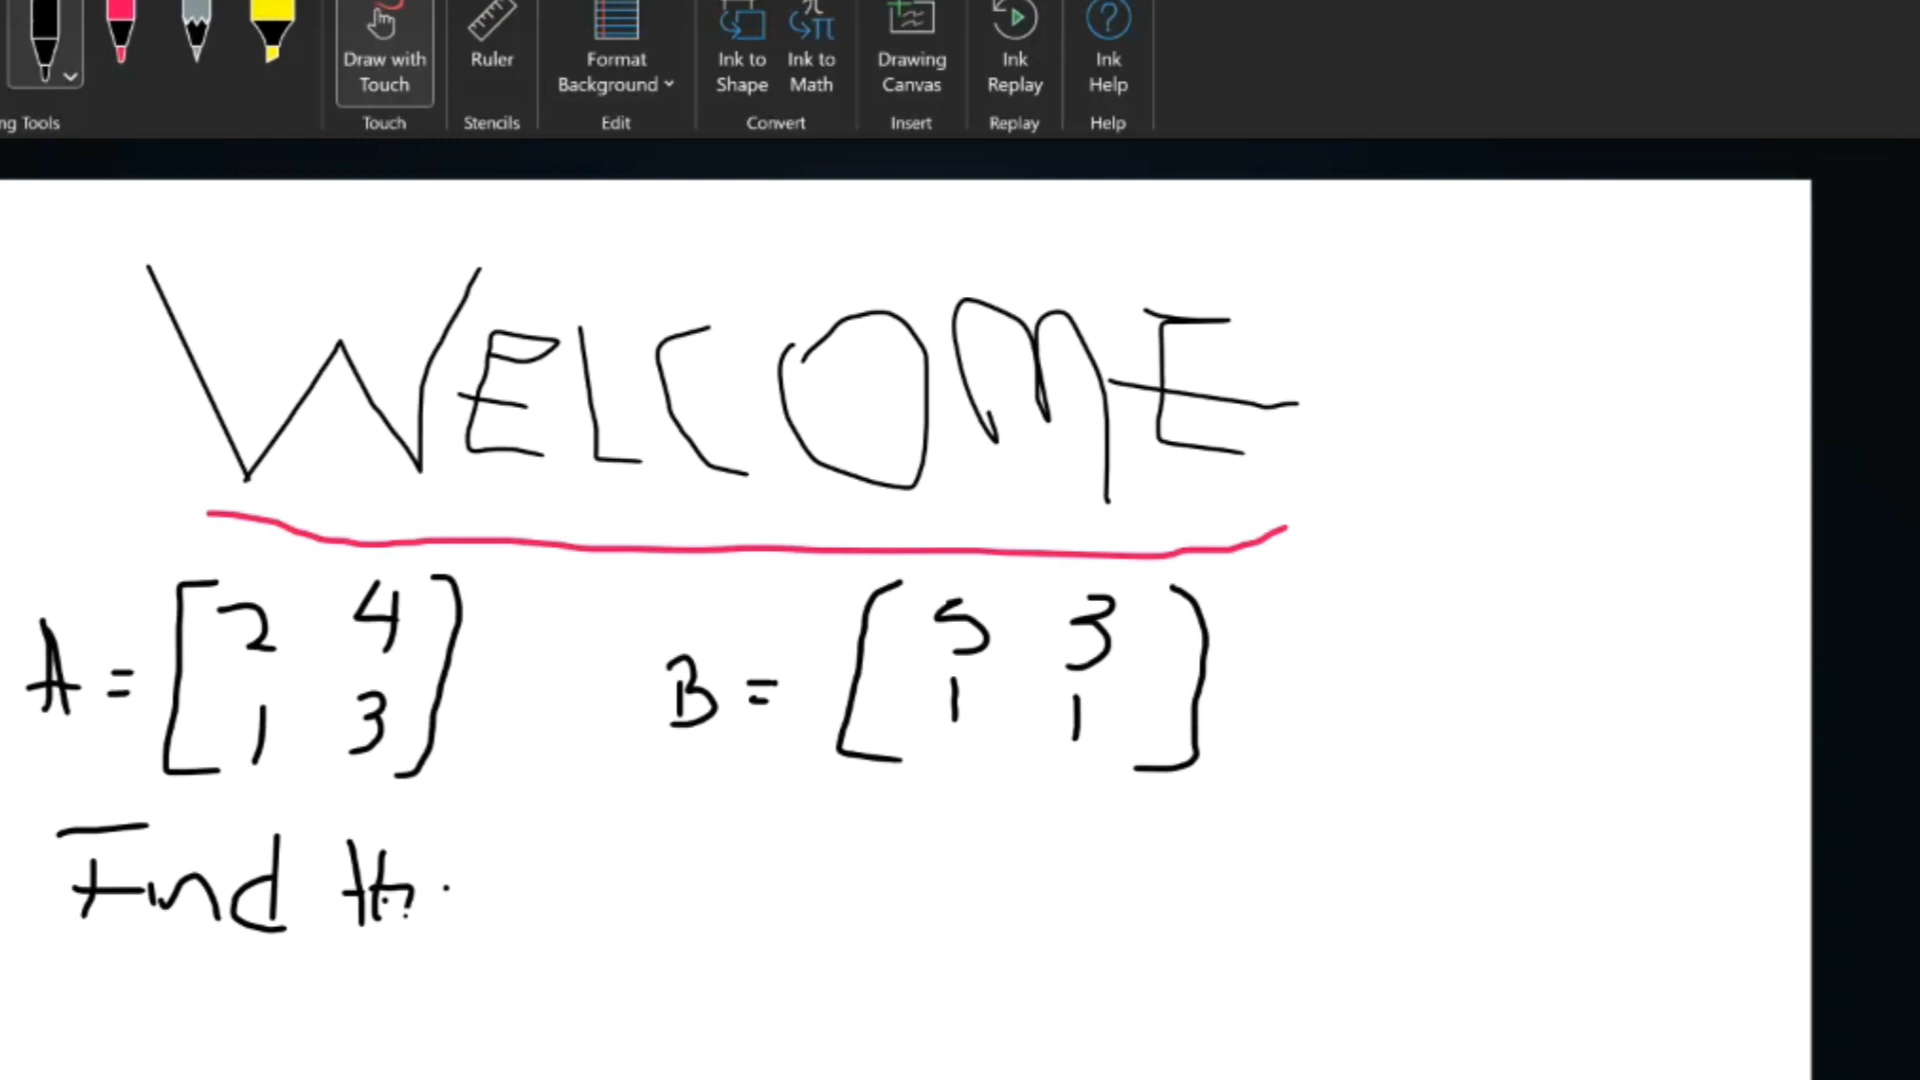 Draw with Touch
Ruler
Format Background
Ink to Shape
Ink to Math
Drawing Canvas
Ink Replay
Ink Help
ng Tools
Touch
Stencils
Edit
Convert
Insert
Replay
Help
WELCOME
A = [2 4
1 3]
B = [5 3
1 1]
Find